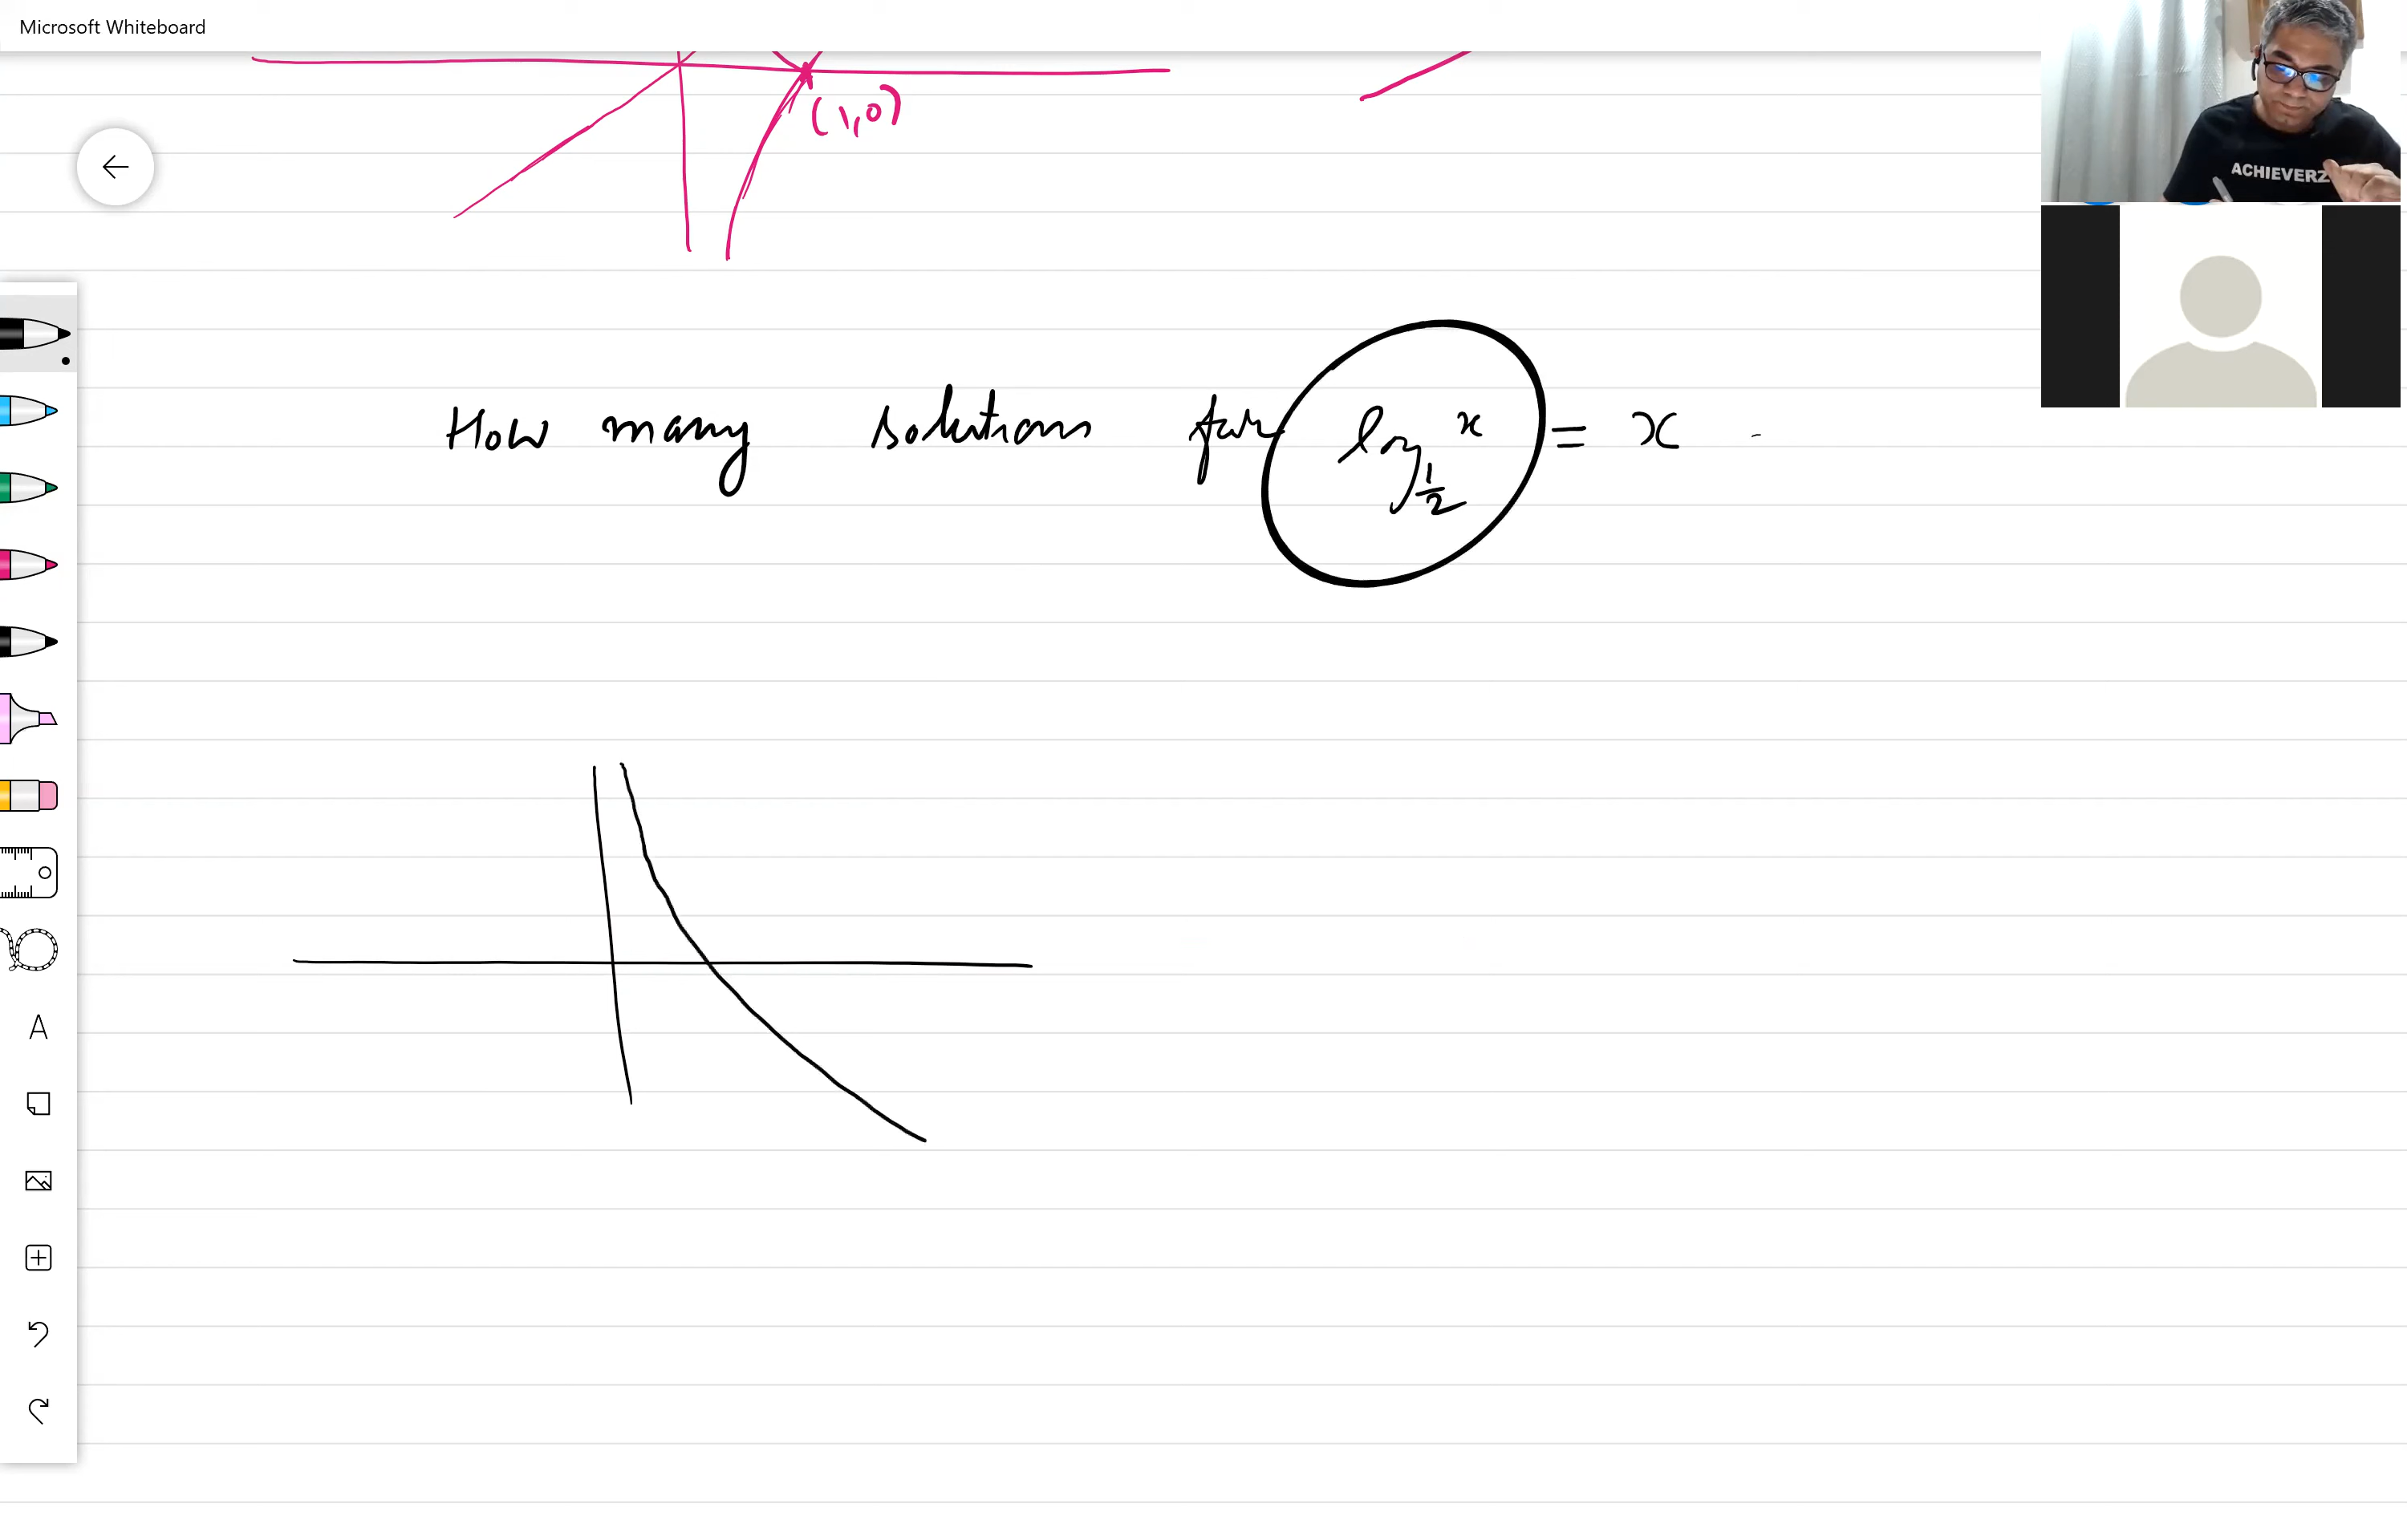 Microsoft Whiteboard
(1,0)
ACHIEVERZ
How many solutions for log_{1/2} x = x
A